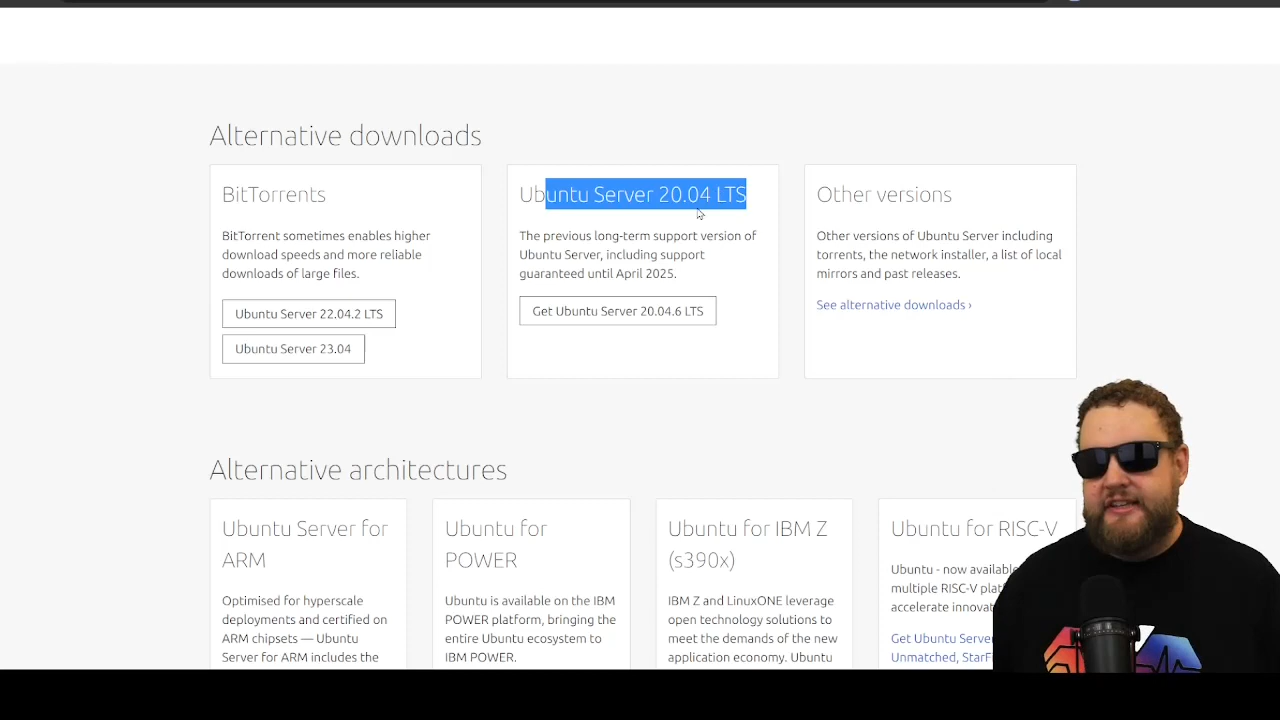 Alternative downloads
BitTorrents
BitTorrent sometimes enables higher
download speeds and more reliable
downloads of large files.
Ubuntu Server 22.04.2 LTS
Ubuntu Server 23.04
Ubuntu Server 20.04 LTS
The previous long-term support version of
Ubuntu Server, including support
guaranteed until April 2025.
Get Ubuntu Server 20.04.6 LTS
Other versions
Other versions of Ubuntu Server including
torrents, the network installer, a list of local
mirrors and past releases.
See alternative downloads ›
Alternative architectures
Ubuntu Server for
ARM
Optimised for hyperscale
deployments and certified on
ARM chipsets — Ubuntu
Server for ARM includes the
Ubuntu for
POWER
Ubuntu is available on the IBM
POWER platform, bringing the
entire Ubuntu ecosystem to
IBM POWER.
Ubuntu for IBM Z
(s390x)
IBM Z and LinuxONE leverage
open technology solutions to
meet the demands of the new
application economy. Ubuntu
Ubuntu for RISC-V
Ubuntu - now available
multiple RISC-V
accelerate
Get Ubuntu Server
Unmatched,